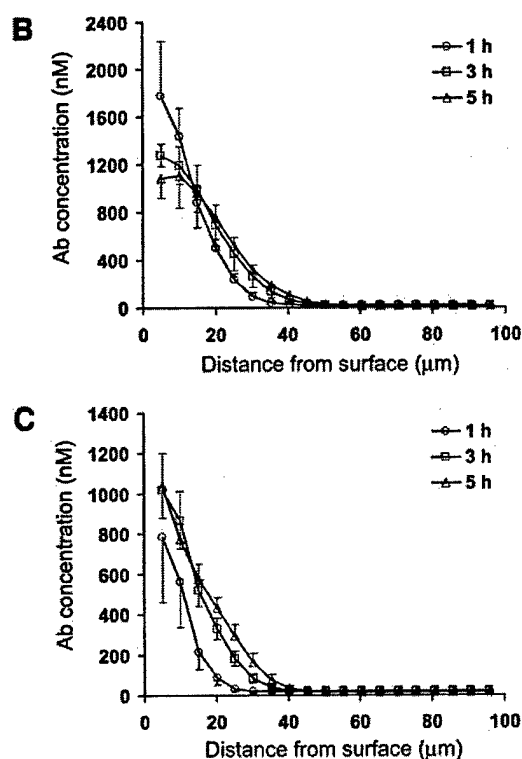 B
1 h
3 h
5 h
2400
2000
1600
1200
800
400
0
Ab concentration (nM)
0 20 40 60 80 100
Distance from surface (µm)
C
1 h
3 h
5 h
1400
1200
1000
800
600
400
200
0
Ab concentration (nM)
0 20 40 60 80 100
Distance from surface (µm)